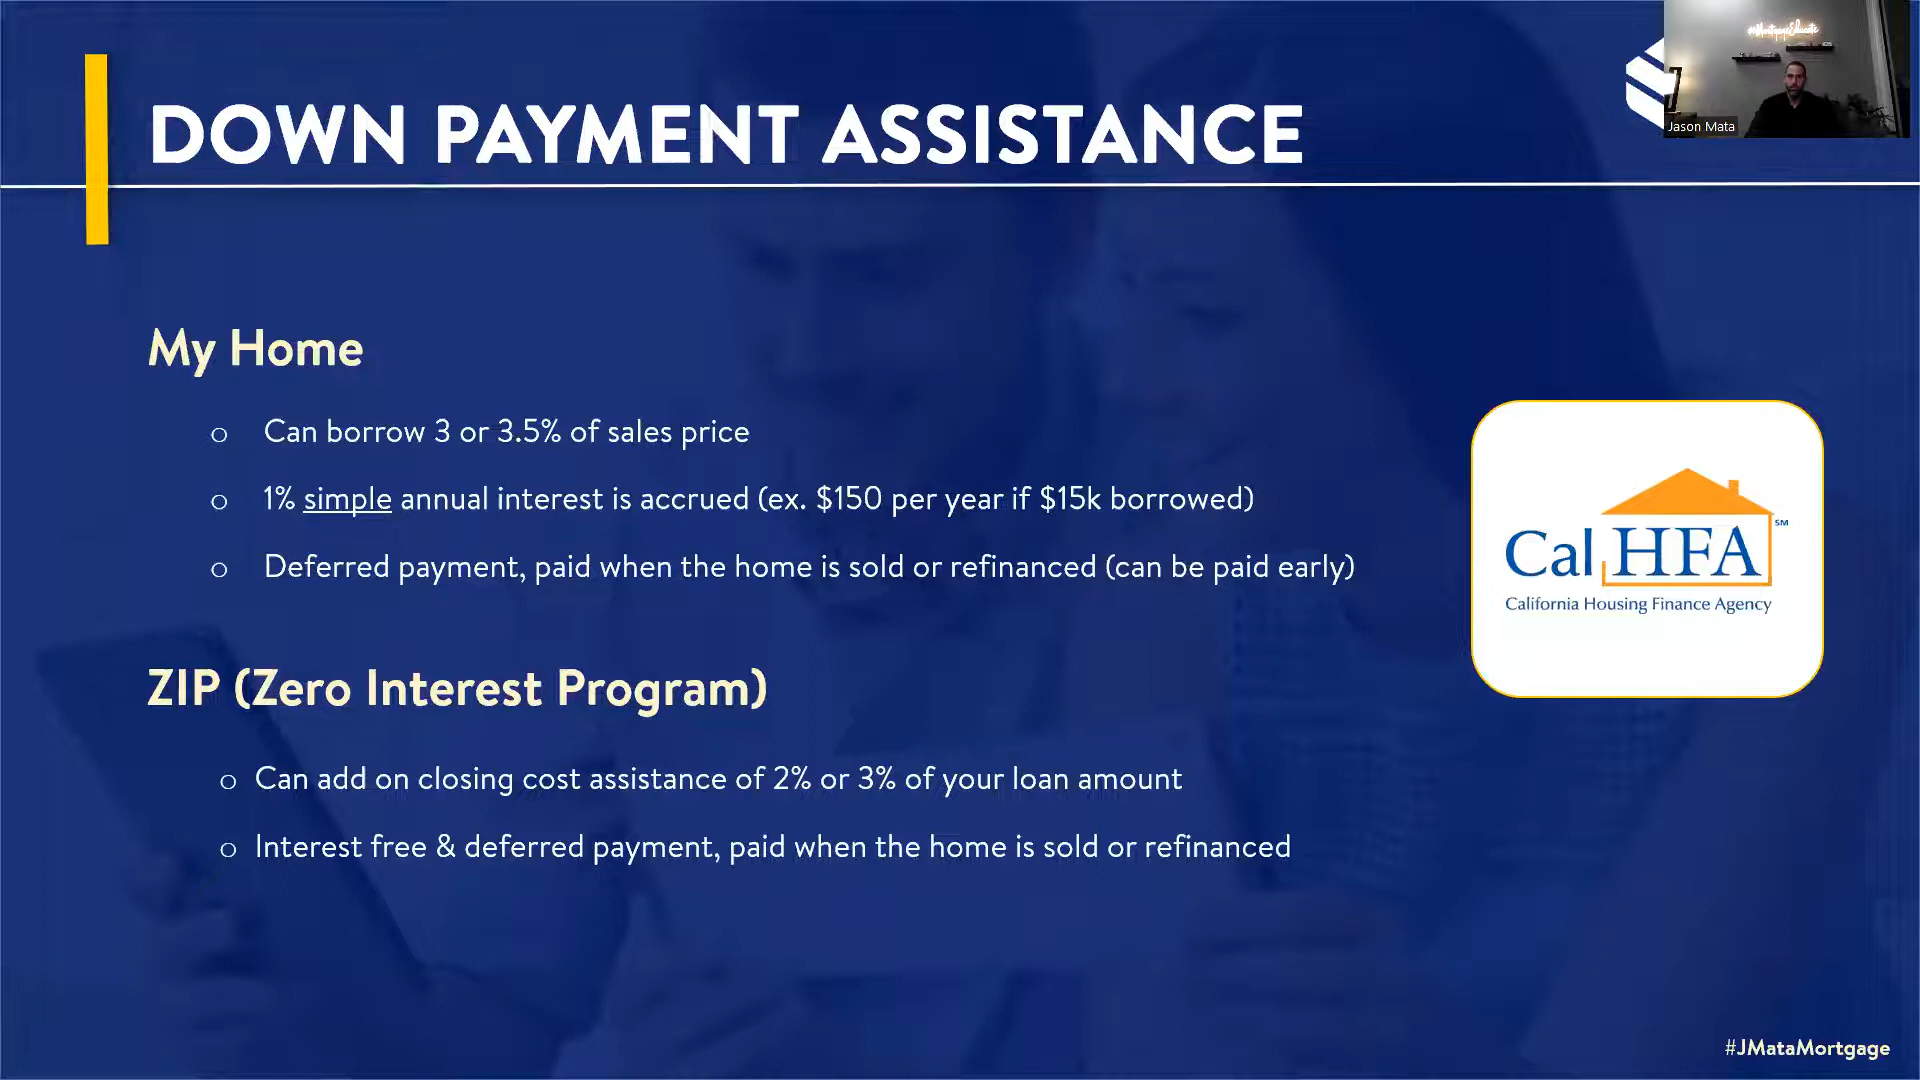 #MortgageEducate
Jason Mata
DOWN PAYMENT ASSISTANCE
My Home
o Can borrow 3 or 3.5% of sales price
o 1% simple annual interest is accrued (ex. $150 per year if $15k borrowed)
o Deferred payment, paid when the home is sold or refinanced (can be paid early)
Cal HFA SM
California Housing Finance Agency
ZIP (Zero Interest Program)
o Can add on closing cost assistance of 2% or 3% of your loan amount
o Interest free & deferred payment, paid when the home is sold or refinanced
#JMataMortgage